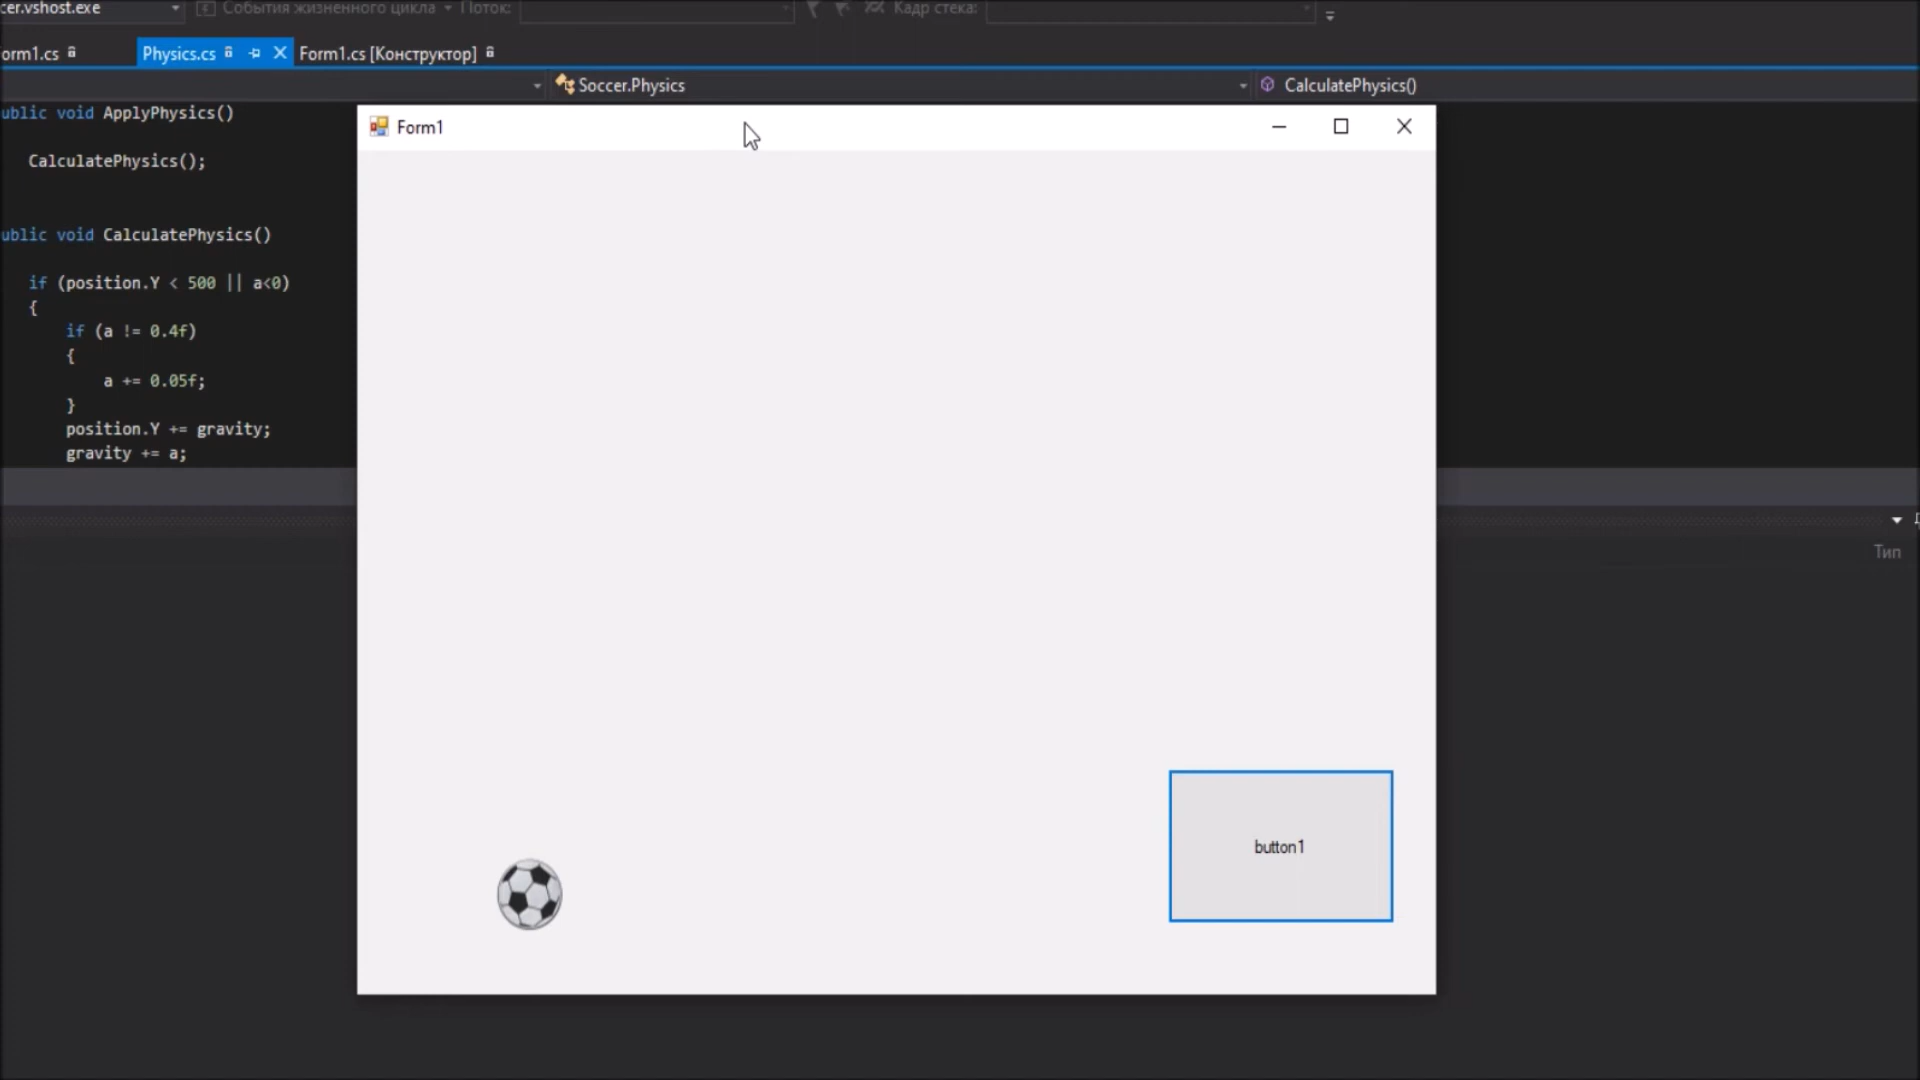 cer.vshost.exe События жизненного цикла Поток: Кадр стека:
orm1.cs Physics.cs Form1.cs [Конструктор]
Soccer.Physics CalculatePhysics()
ublic void ApplyPhysics()
Form1
CalculatePhysics();
ublic void CalculatePhysics()
if (position.Y < 500 || a<0)
{
if (a != 0.4f)
{
a += 0.05f;
}
position.Y += gravity;
gravity += a;
Тип
button1